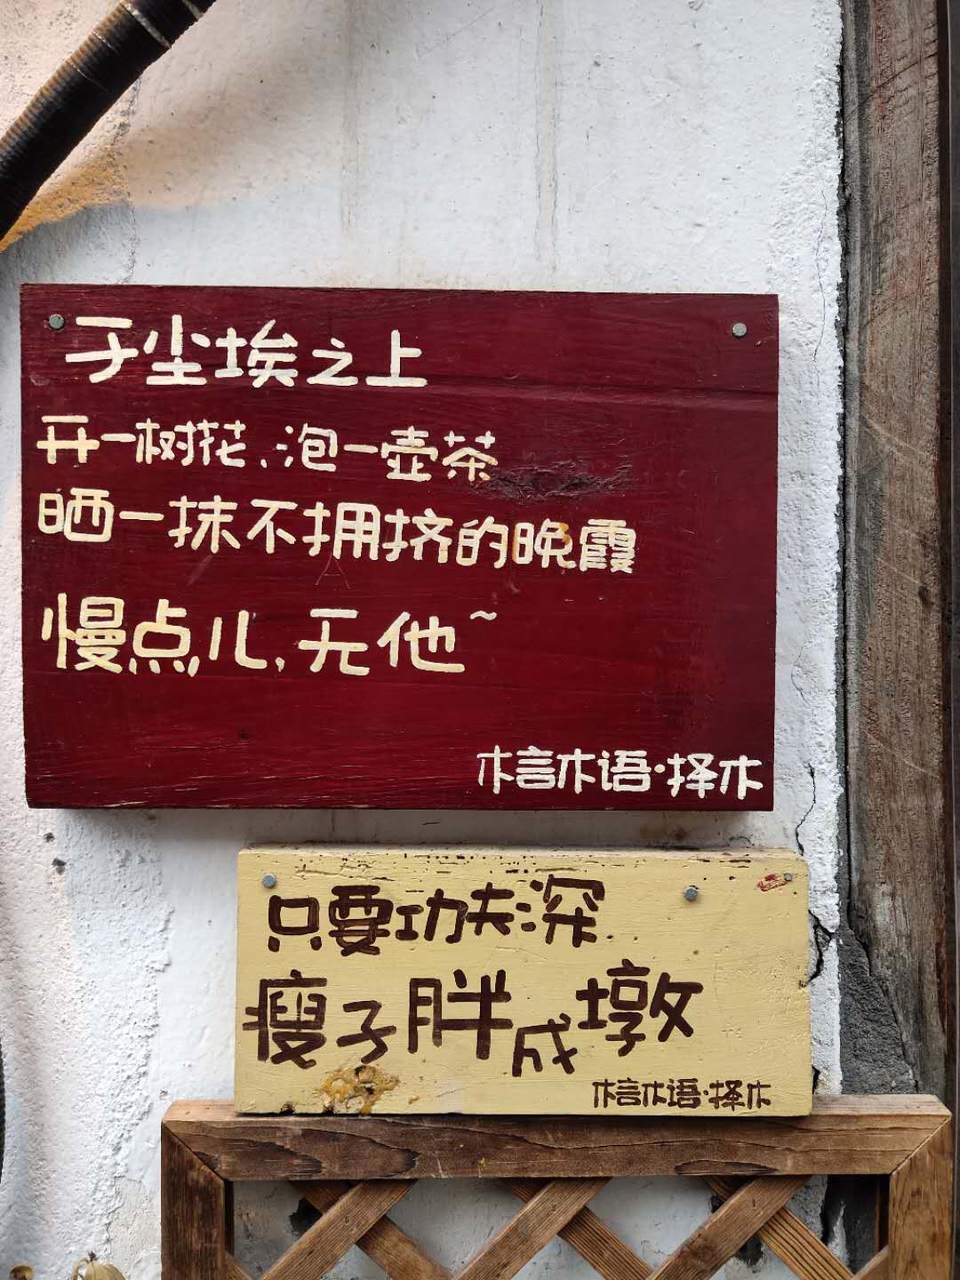 于尘埃之上
开一树花、泡一壶茶
晒一抹不拥挤的晚霞
慢点儿,无他~
木言木语·择木
只要功夫深
瘦子胖成墩
木言木语·择木